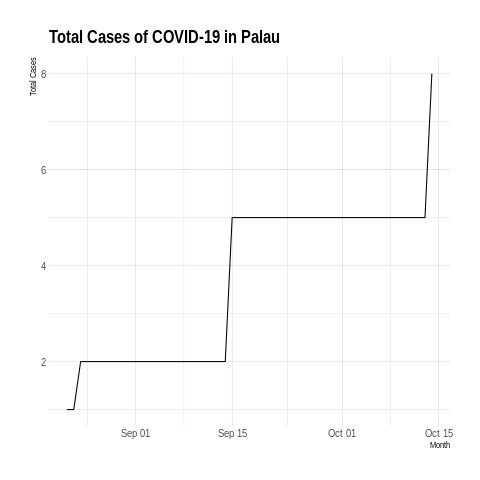 Total Cases of COVID-19 in Palau
Total Cases
8
6
4
2
Sep 01 Sep 15 Oct 01 Oct 15
Month